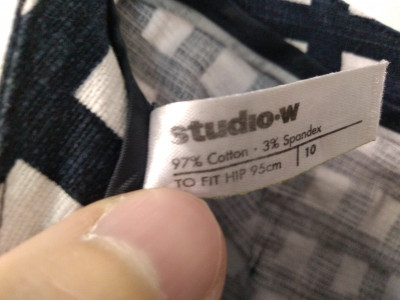 studio·w
97% Cotton · 3% Spandex
TO FIT HIP 95cm | 10